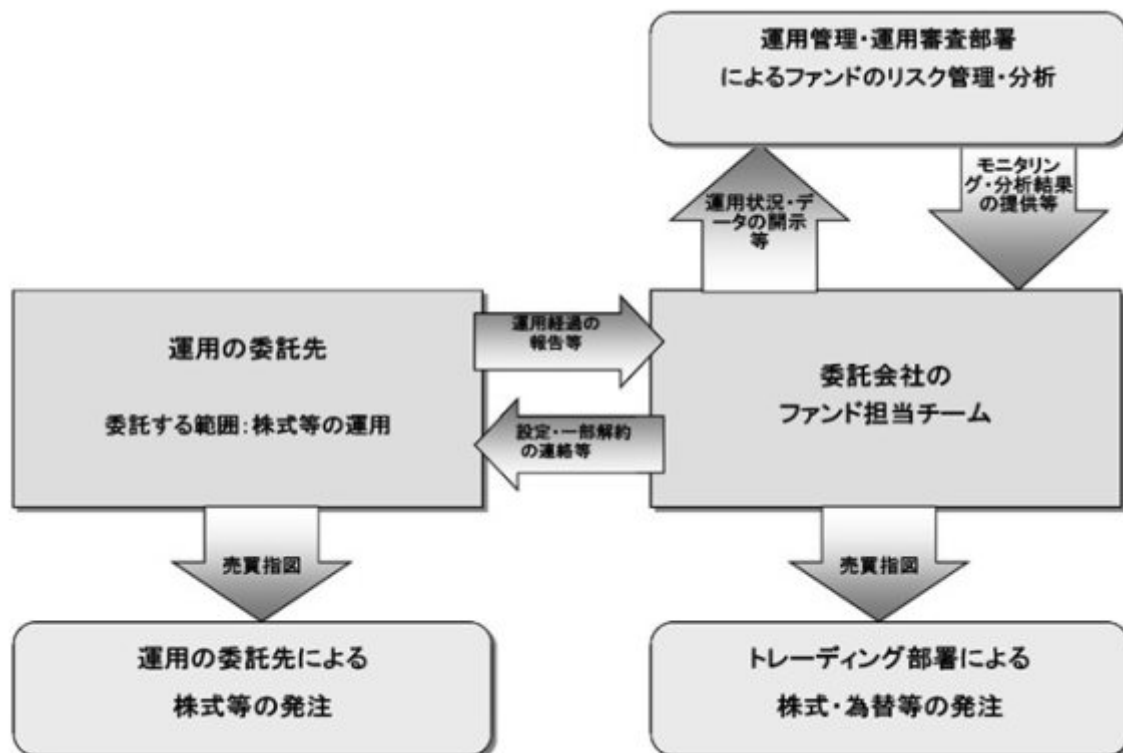 運用管理・運用審査部署
によるファンドのリスク管理・分析
運用状況・デ
ータの開示
等
モニタリン
グ・分析結果
の提供等
運用の委託先
委託する範囲：株式等の運用
運用経過の
報告等
設定・一部解約
の連絡等
委託会社の
ファンド担当チーム
売買指図
売買指図
運用の委託先による
株式等の発注
トレーディング部署による
株式・為替等の発注